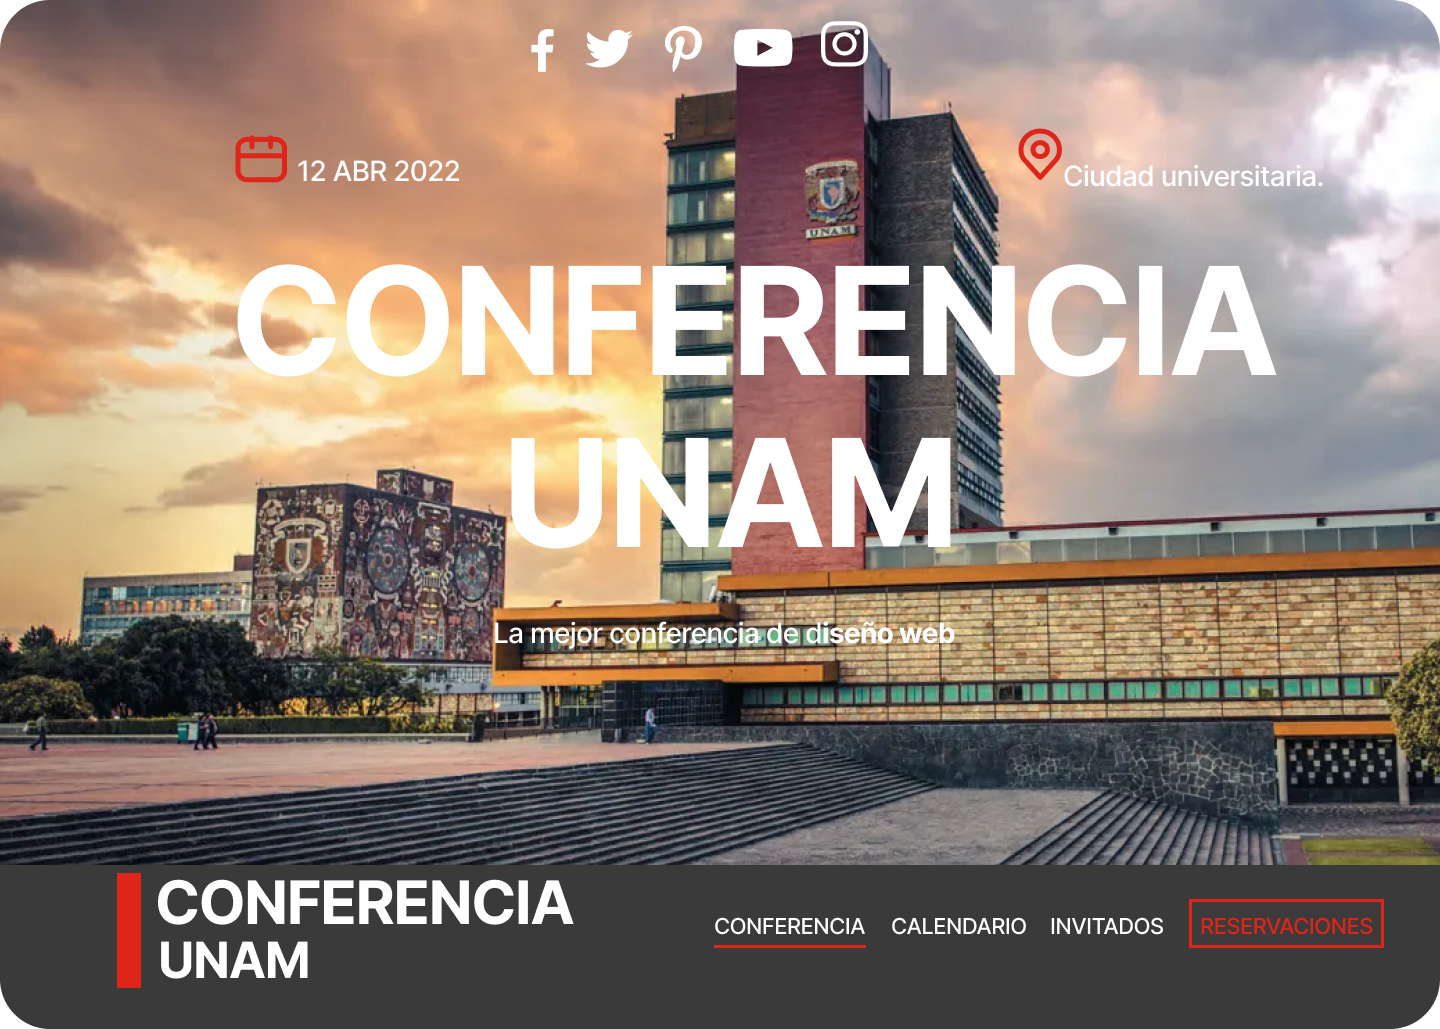 12 ABR 2022
Ciudad universitaria.
UNAM
CONFERENCIA
UNAM
La mejor conferencia de diseño web
CONFERENCIA
UNAM
CONFERENCIA
CALENDARIO
INVITADOS
RESERVACIONES